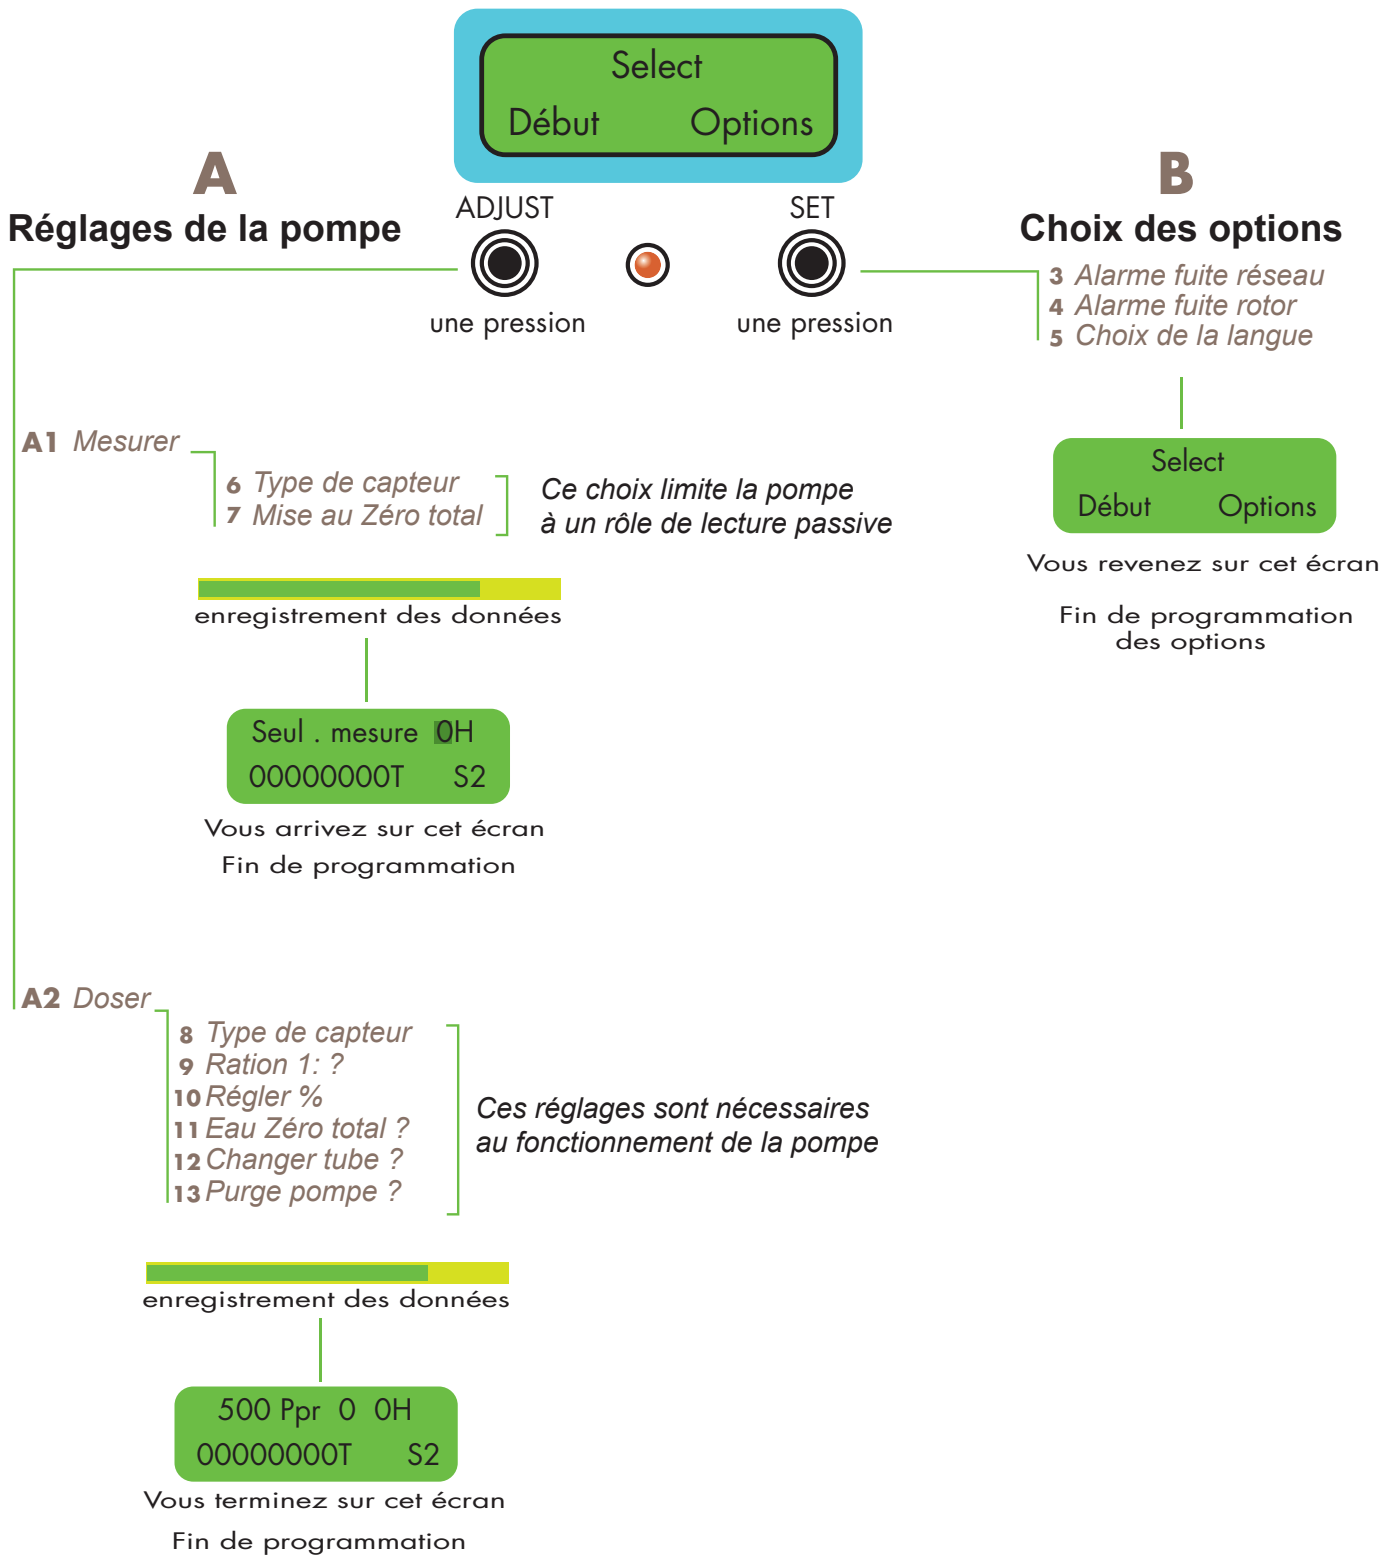 Select
Début Options
A
Réglages de la pompe
ADJUST
une pression
SET
une pression
B
Choix des options
3 Alarme fuite réseau
4 Alarme fuite rotor
5 Choix de la langue
Select
Début Options
Vous revenez sur cet écran
Fin de programmation
des options
A1 Mesurer
6 Type de capteur
7 Mise au Zéro total
Ce choix limite la pompe
à un rôle de lecture passive
enregistrement des données
Seul . mesure 0H
00000000T S2
Vous arrivez sur cet écran
Fin de programmation
A2 Doser
8 Type de capteur
9 Ration 1: ?
10 Régler %
11 Eau Zéro total ?
12 Changer tube ?
13 Purge pompe ?
Ces réglages sont nécessaires
au fonctionnement de la pompe
enregistrement des données
500 Ppr 0 0H
00000000T S2
Vous terminez sur cet écran
Fin de programmation